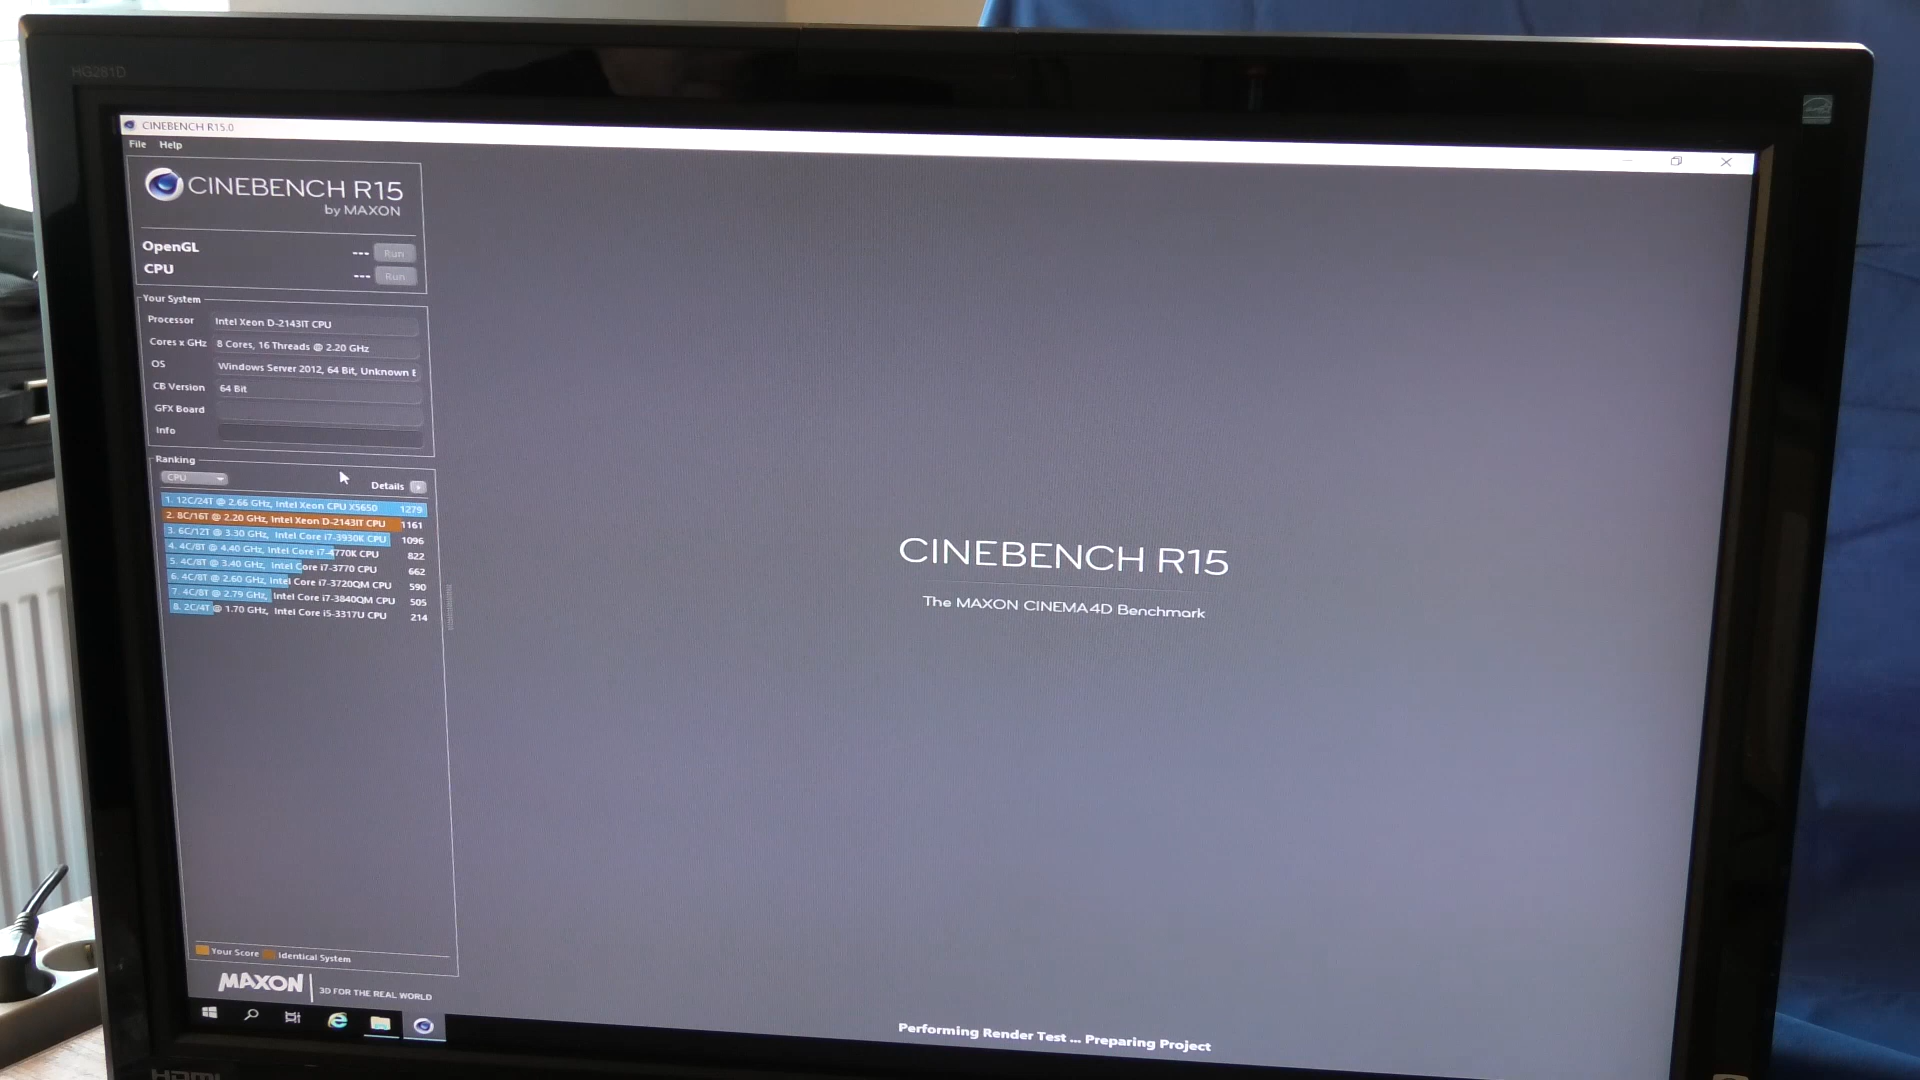 HG281D
CINEBENCH R15.0
File Help
CINEBENCH R15
by MAXON
OpenGL --- Run
CPU --- Run
Your System
Processor Intel Xeon D-2143IT CPU
Cores x GHz 8 Cores, 16 Threads @ 2.20 GHz
OS Windows Server 2012, 64 Bit, Unknown E
CB Version 64 Bit
GFX Board
Info
Ranking
CPU
Details
1. 12C/24T @ 2.66 GHz, Intel Xeon CPU X5650 1279
2. 8C/16T @ 2.20 GHz, Intel Xeon D-2143IT CPU 1161
3. 6C/12T @ 3.30 GHz, Intel Core i7-3930K CPU 1096
4. 4C/8T @ 4.40 GHz, Intel Core i7-4770K CPU 822
5. 4C/8T @ 3.40 GHz, Intel Core i7-3770 CPU 662
6. 4C/8T @ 2.60 GHz, Intel Core i7-3720QM CPU 590
7. 4C/8T @ 2.79 GHz, Intel Core i7-3840QM CPU 505
8. 2C/4T @ 1.70 GHz, Intel Core i5-3317U CPU 214
CINEBENCH R15
The MAXON CINEMA4D Benchmark
Your Score Identical System
MAXON 3D FOR THE REAL WORLD
Performing Render Test ... Preparing Project
HDMI